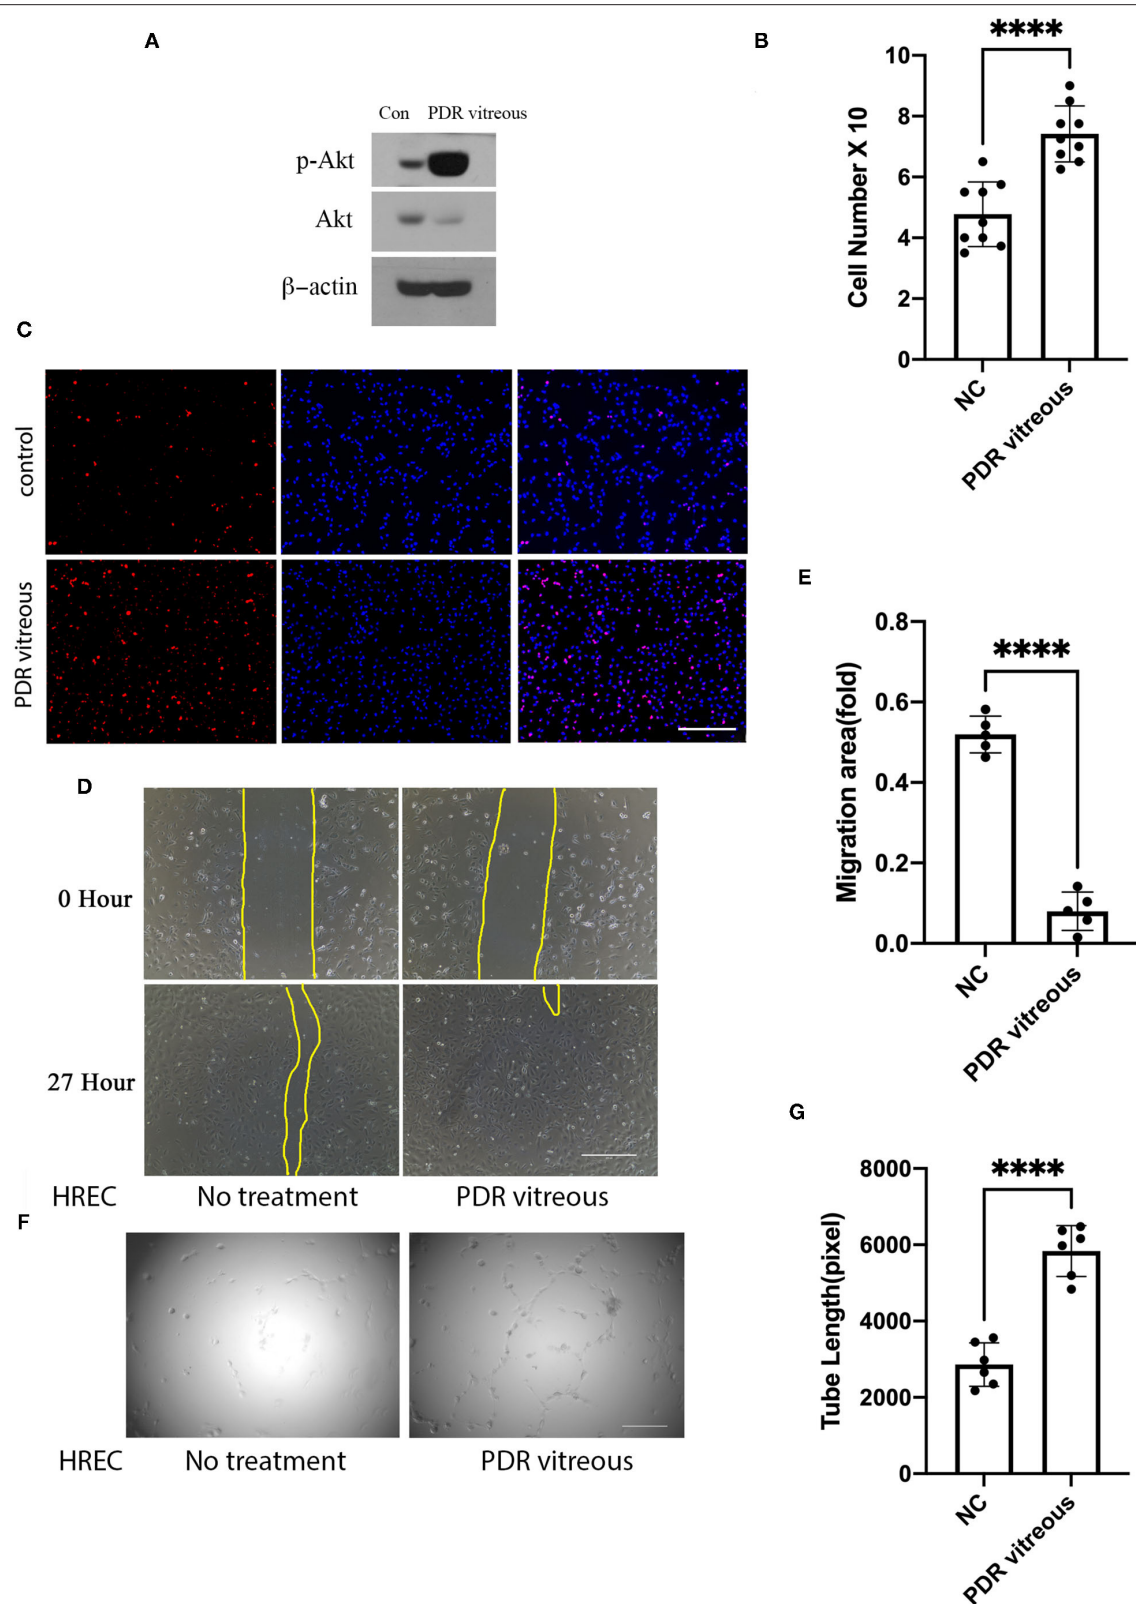 A
Con PDR vitreous
p-Akt
Akt
β-actin
B
****
Cell Number X 10
10
8
6
4
2
0
NC
PDR vitreous
C
control
PDR vitreous
D
0 Hour
27 Hour
HREC No treatment PDR vitreous
E
****
Migration area(fold)
0.8
0.6
0.4
0.2
0.0
NC
PDR vitreous
F
HREC No treatment PDR vitreous
G
****
Tube Length(pixel)
8000
6000
4000
2000
0
NC
PDR vitreous